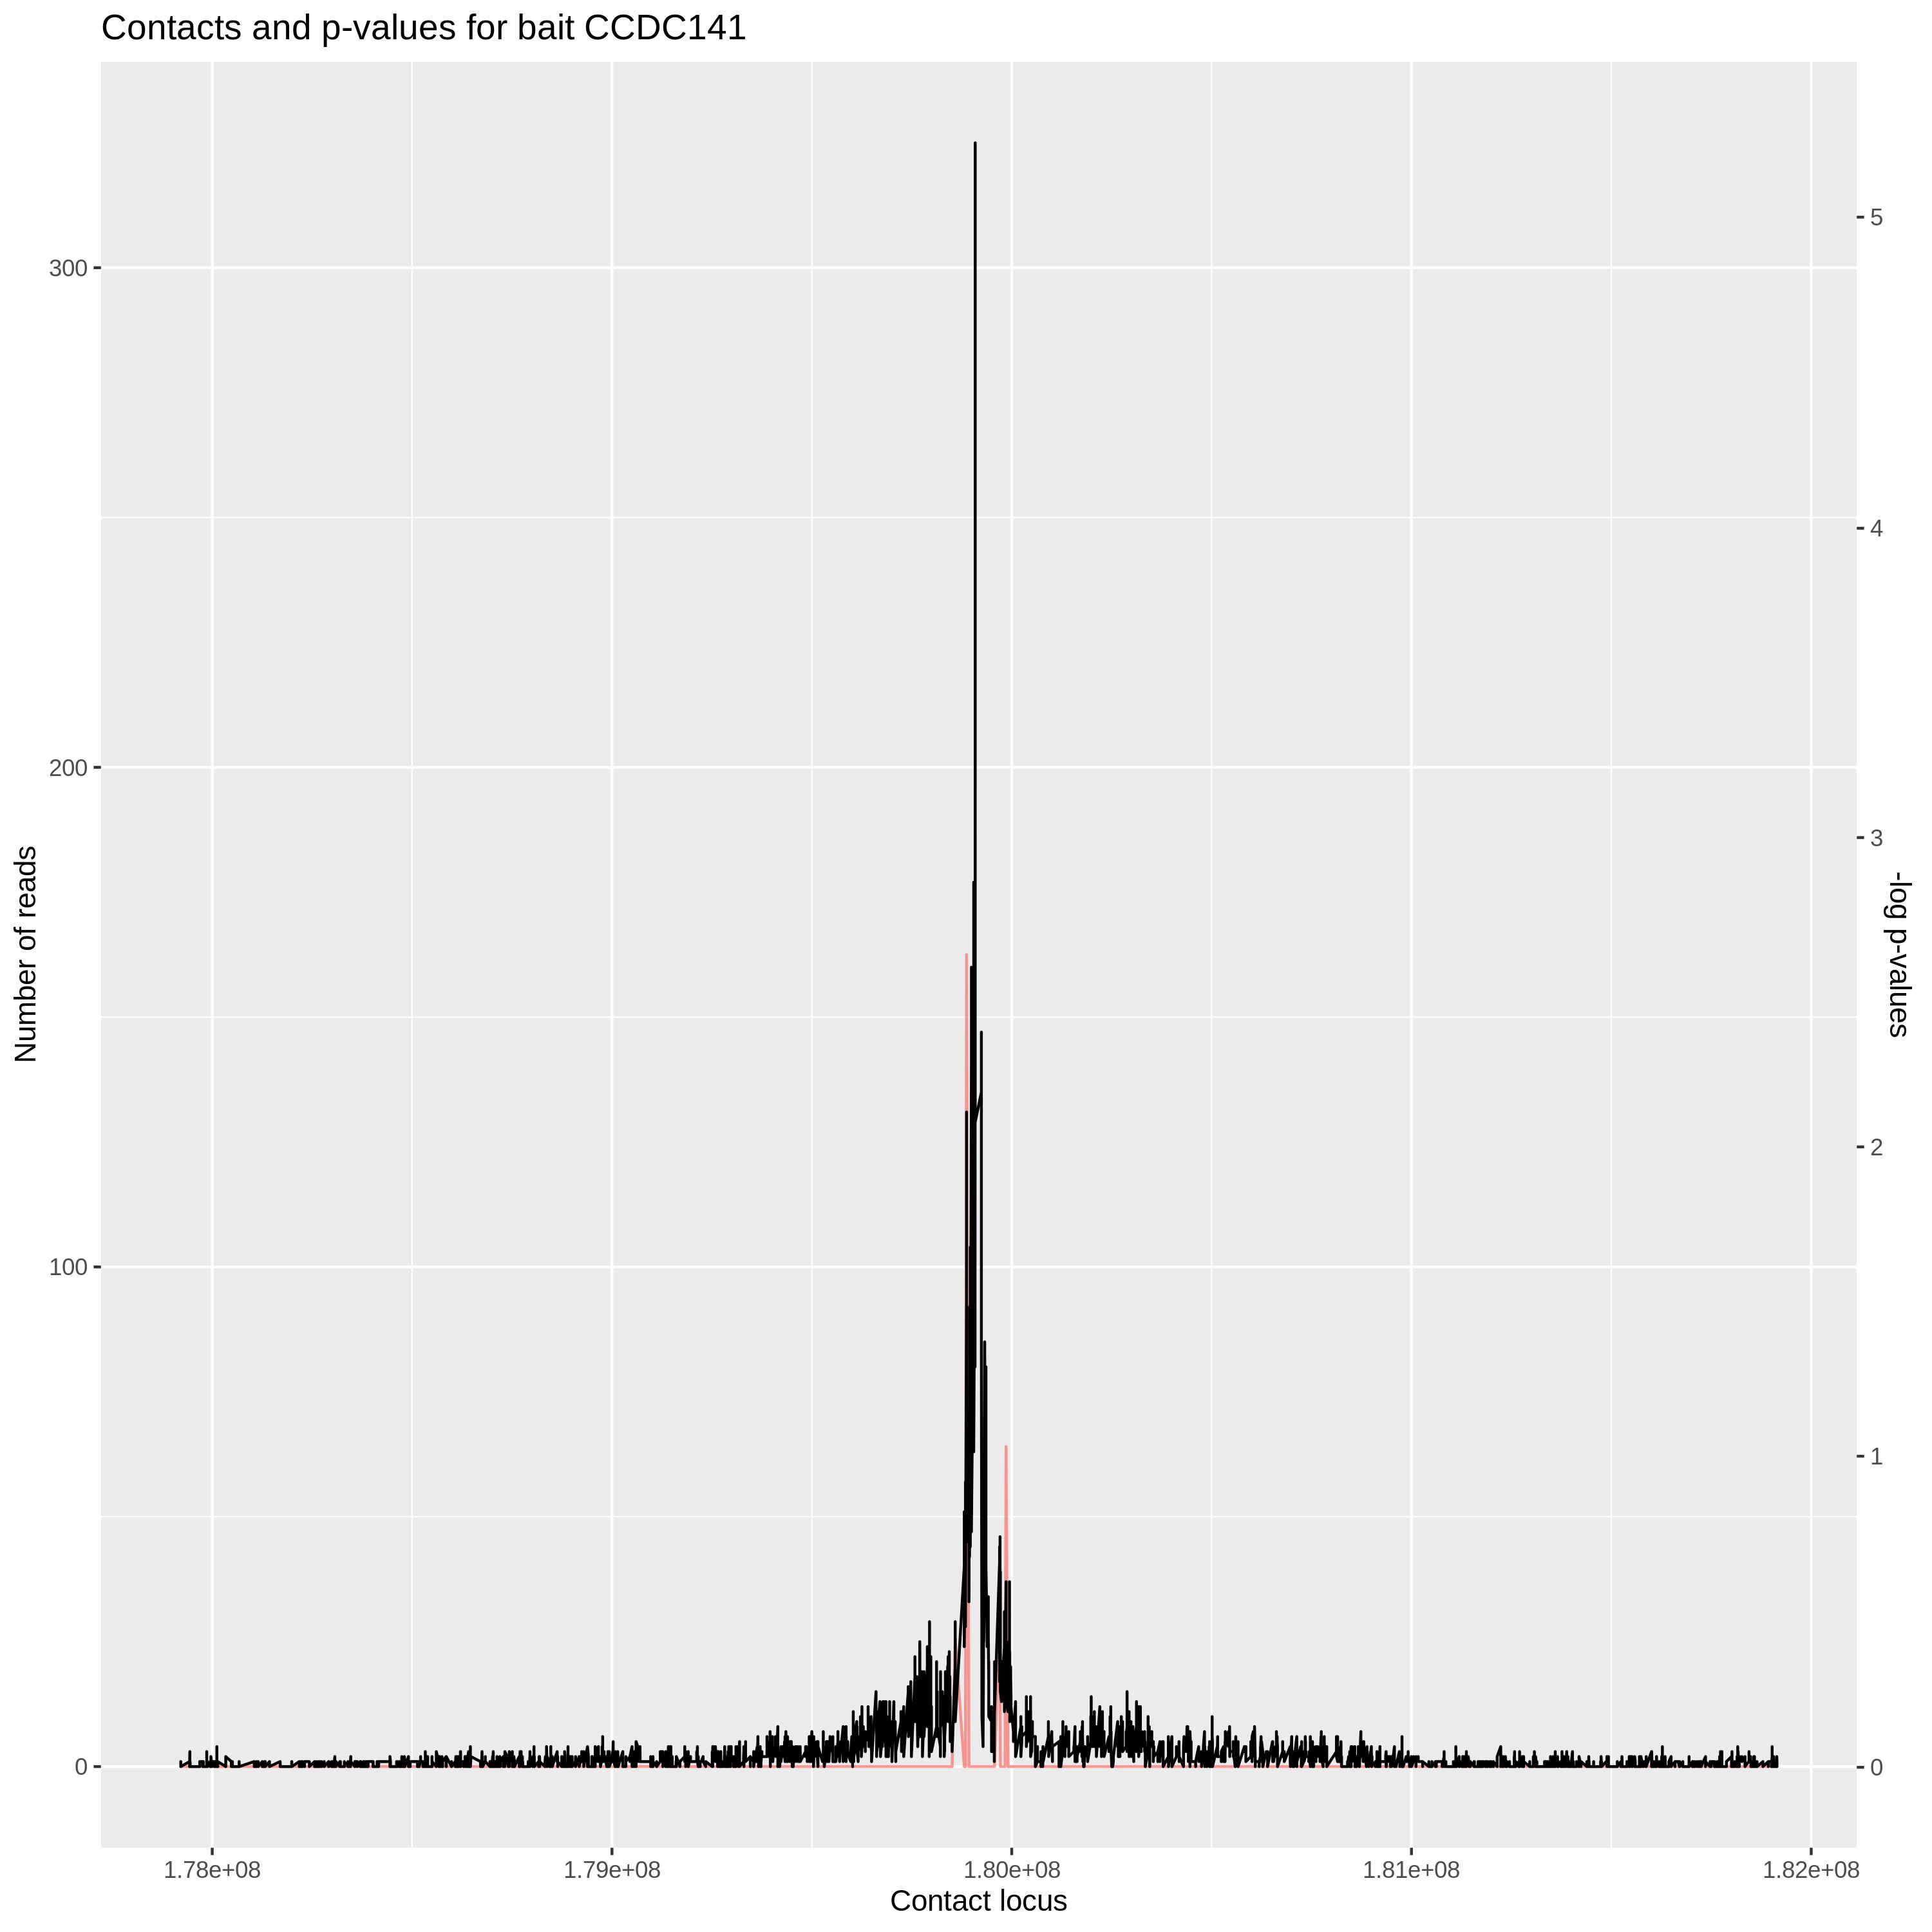 Contacts and p-values for bait CCDC141
Number of reads
300
200
100
0
5
4
3
2
1
0
-log p-values
1.78e+08 1.79e+08 1.80e+08 1.81e+08 1.82e+08
Contact locus